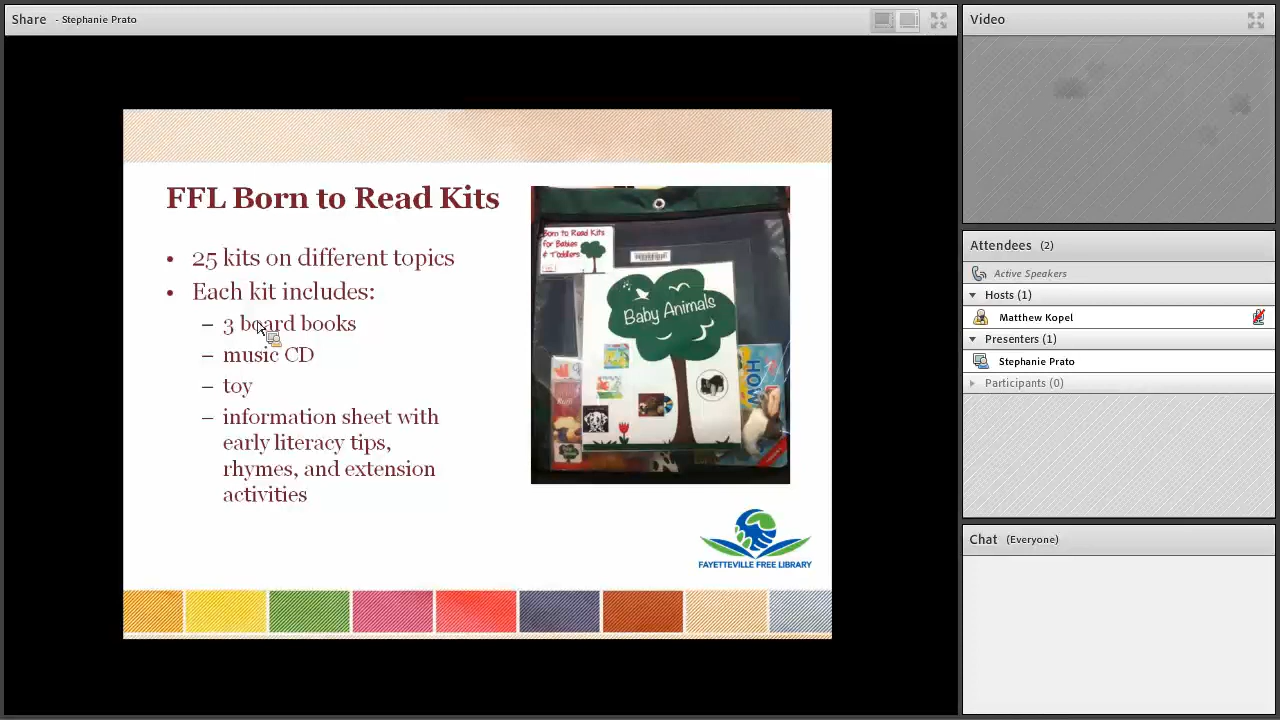 Share - Stephanie Prato
Video
FFL Born to Read Kits
• 25 kits on different topics
• Each kit includes:
– 3 board books
– music CD
– toy
– information sheet with
early literacy tips,
rhymes, and extension
activities
Born to Read Kits
for Babies
& Toddlers
Baby Animals
HOW
FAYETTEVILLE FREE LIBRARY
Attendees (2)
Active Speakers
Hosts (1)
Matthew Kopel
Presenters (1)
Stephanie Prato
Participants (0)
Chat (Everyone)